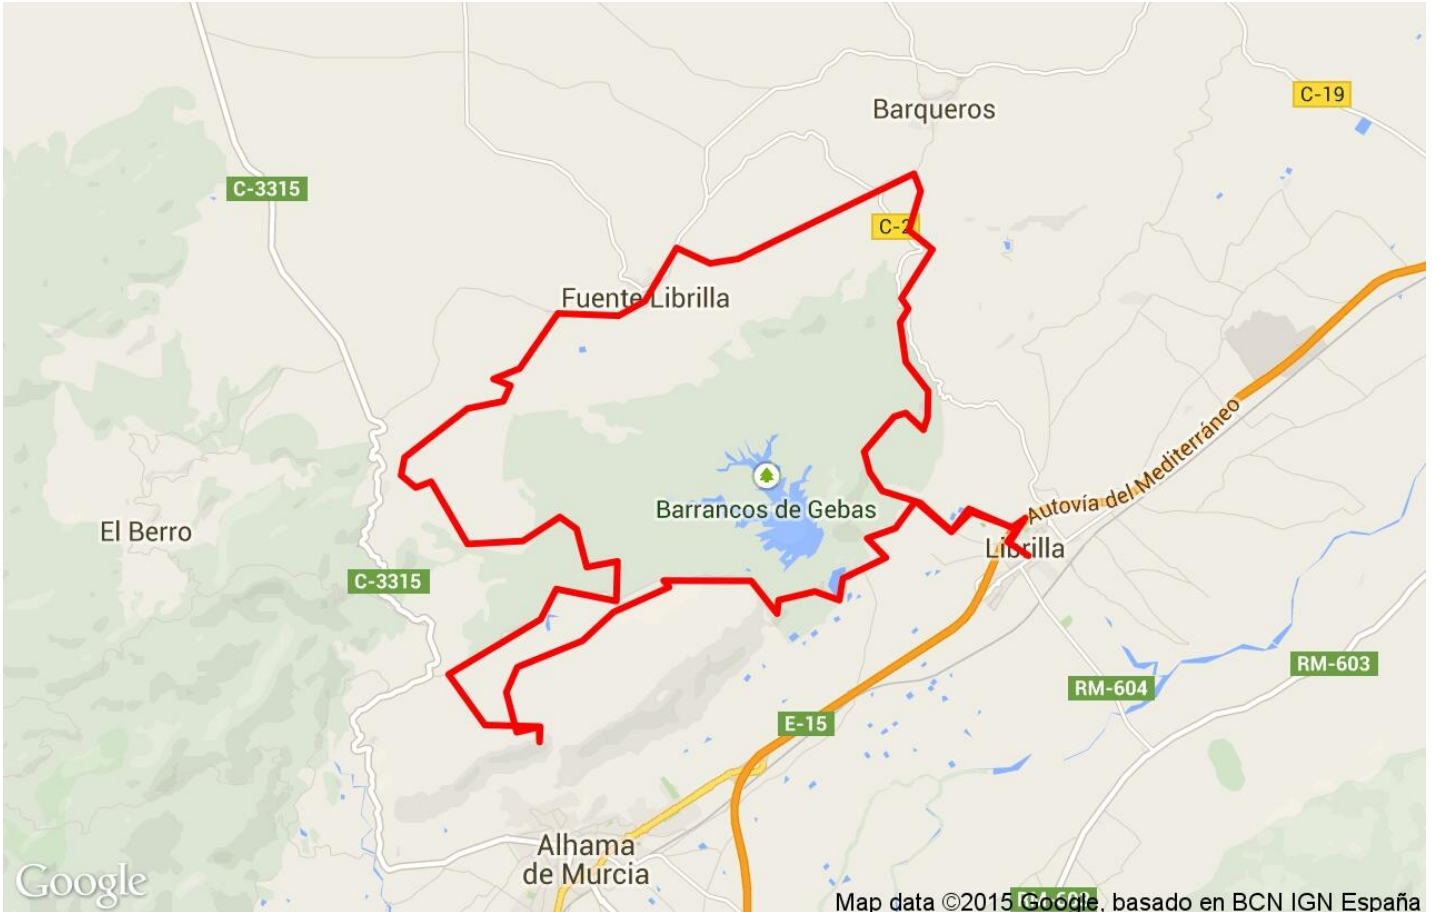 C-19
Barqueros
C-3315
C-2
Fuente Librilla
Autovía del Mediterráneo
Barrancos de Gebas
El Berro
Librilla
C-3315
RM-603
RM-604
E-15
Alhama
de Murcia
Google
Map data ©2015 Google, basado en BCN IGN España